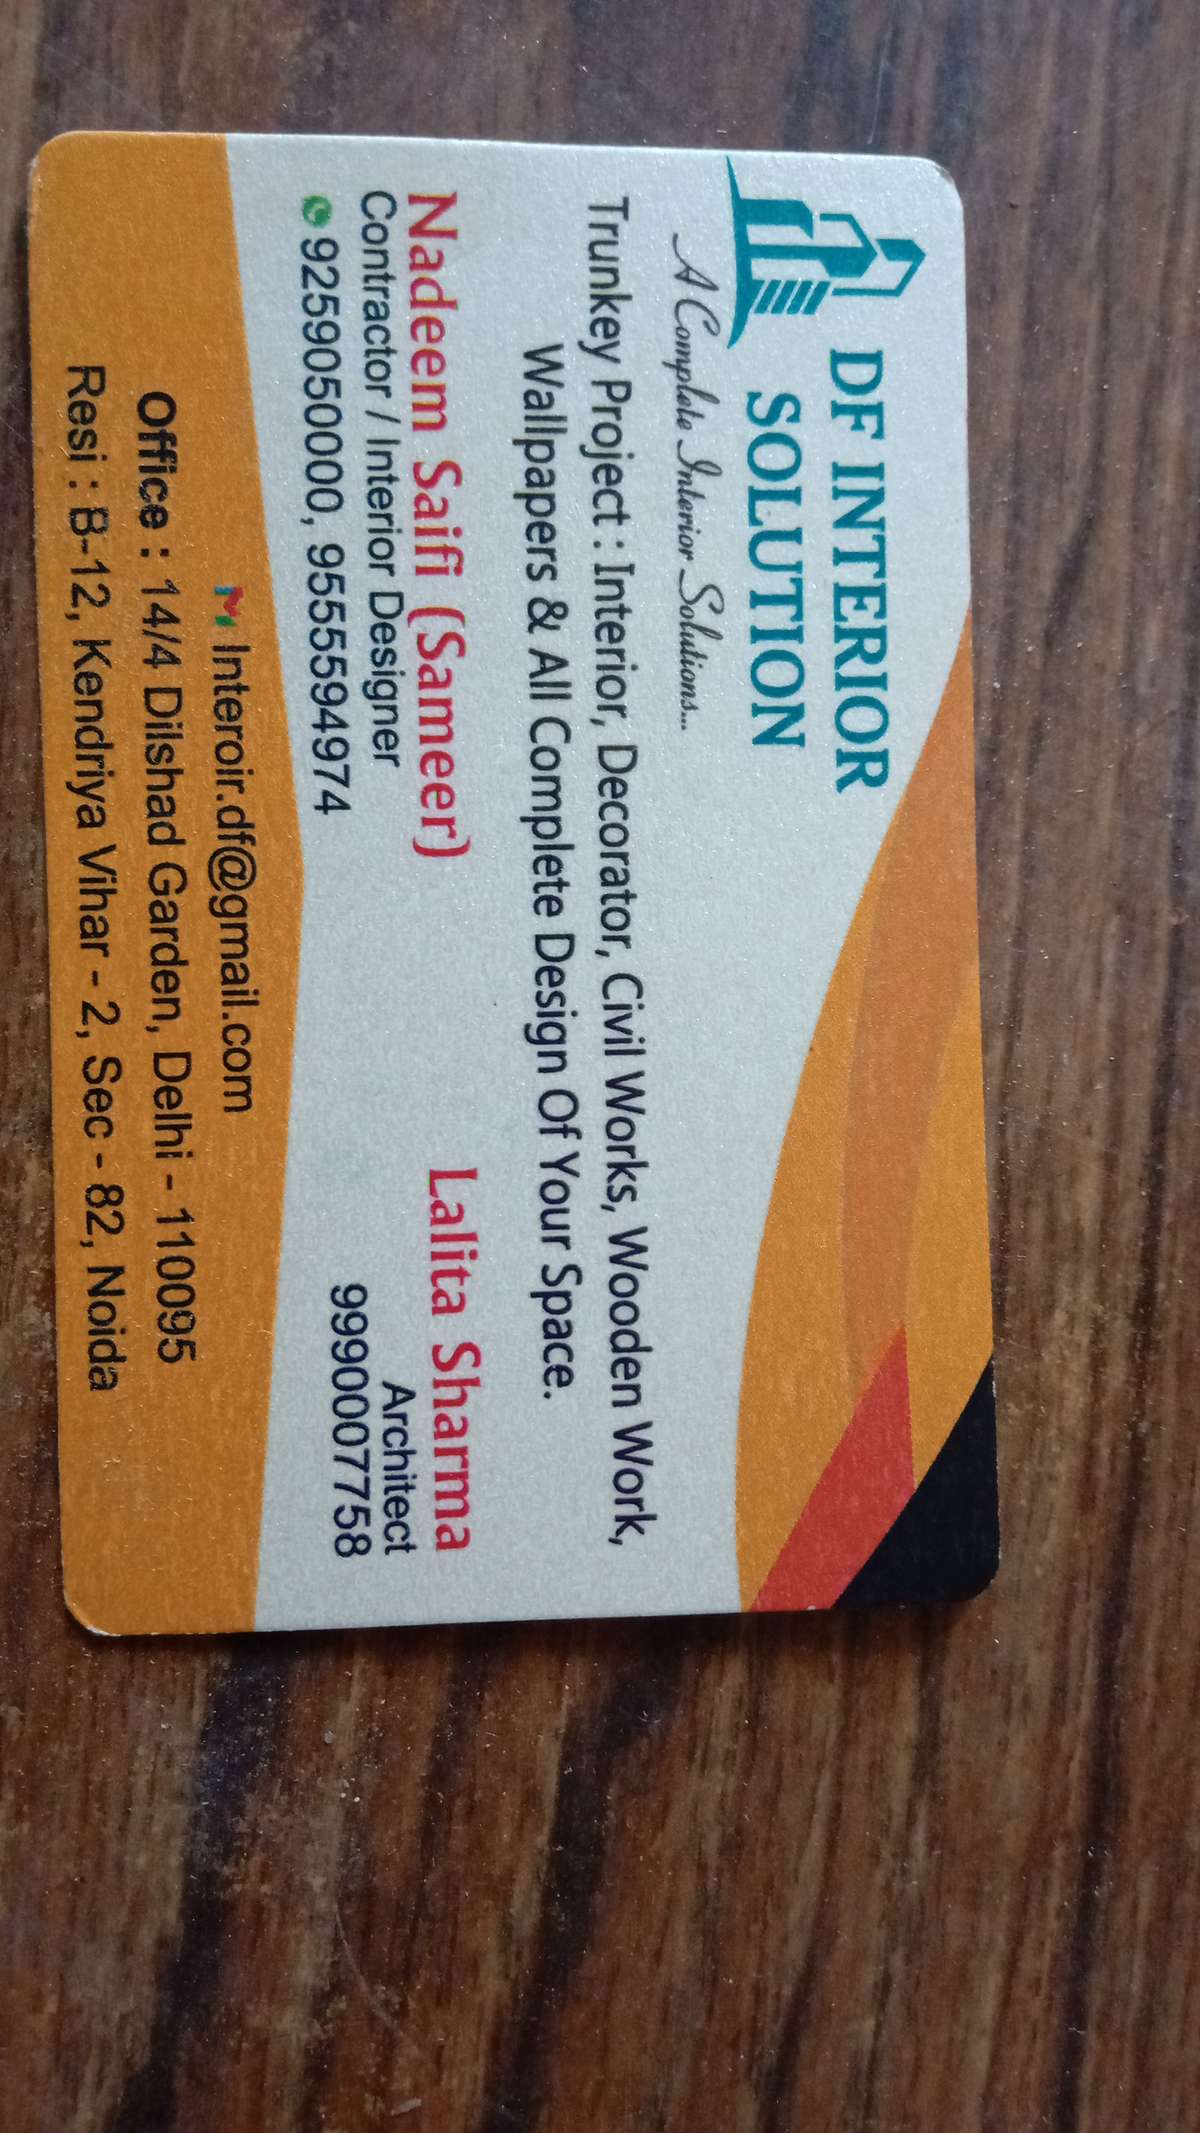 DF INTERIOR
SOLUTION
A Complete Interior Solutions...
Trunkey Project : Interior, Decorator, Civil Works, Wooden Work,
Wallpapers & All Complete Design Of Your Space.
Nadeem Saifi (Sameer)
Contractor / Interior Designer
9259050000, 9555594974
Lalita Sharma
Architect
9990007758
Interoir.df@gmail.com
Office : 14/4 Dilshad Garden, Delhi - 110095
Resi : B-12, Kendriya Vihar - 2, Sec - 82, Noida